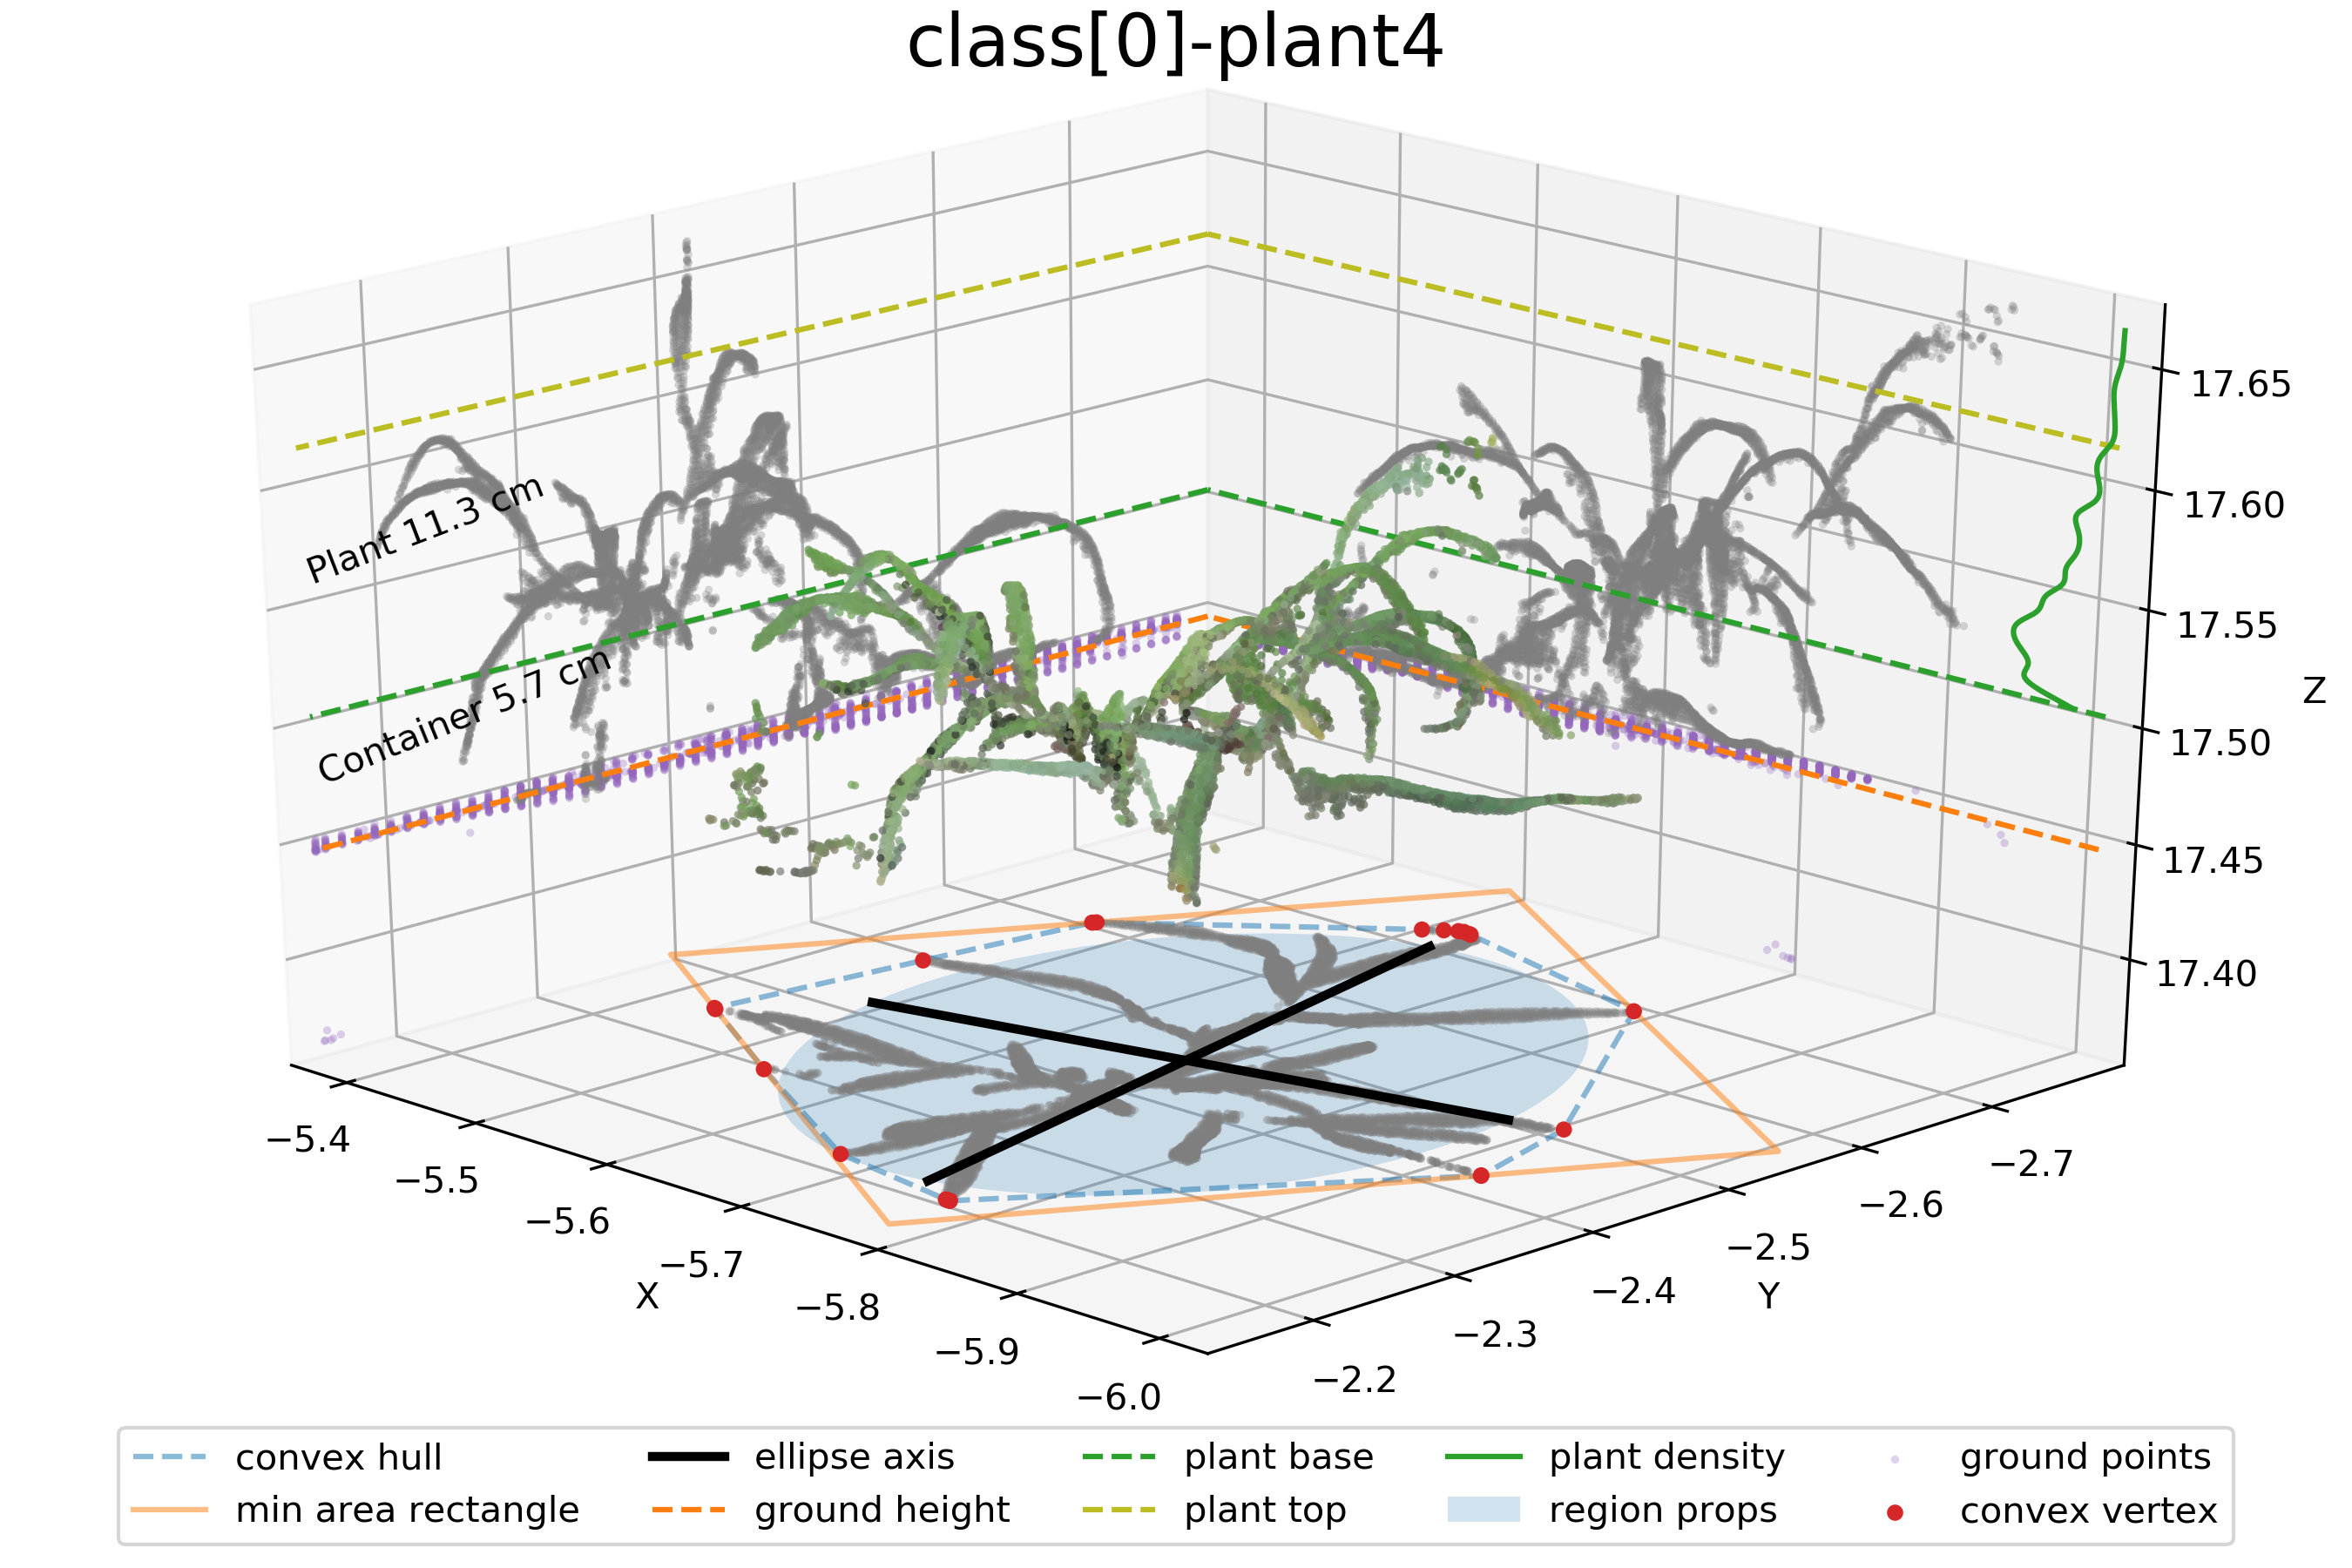 class[0]-plant4
Plant 11.3 cm
Container 5.7 cm
17.65
17.60
17.55
17.50
17.45
17.40
Z
−5.4
−5.5
−5.6
−5.7
−5.8
−5.9
−6.0
X
−2.7
−2.6
−2.5
−2.4
−2.3
−2.2
Y
convex hull
min area rectangle
ellipse axis
ground height
plant base
plant top
plant density
region props
ground points
convex vertex